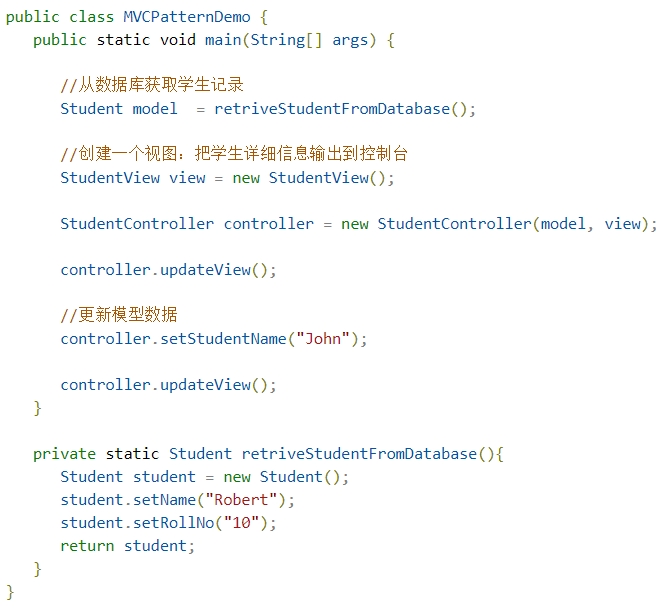 public class MVCPatternDemo {
   public static void main(String[] args) {
      //从数据库获取学生记录
      Student model  = retriveStudentFromDatabase();
      //创建一个视图：把学生详细信息输出到控制台
      StudentView view = new StudentView();
      StudentController controller = new StudentController(model, view);
      controller.updateView();
      //更新模型数据
      controller.setStudentName("John");
      controller.updateView();
   }
   private static Student retriveStudentFromDatabase(){
      Student student = new Student();
      student.setName("Robert");
      student.setRollNo("10");
      return student;
   }
}